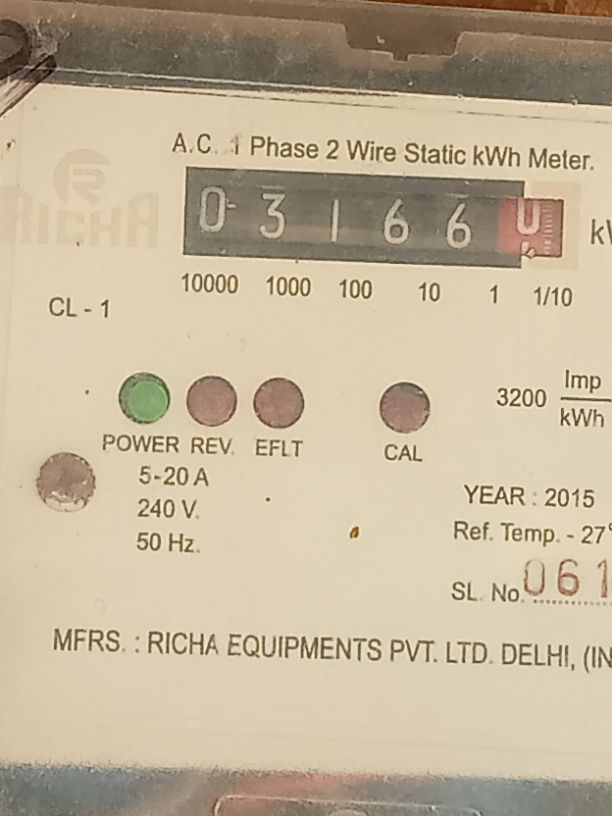 A.C. 1 Phase 2 Wire Static kWh Meter.
RICHA
0 3 1 6 6 0
10000 1000 100 10 1 1/10
CL - 1
3200 Imp
kWh
POWER REV. EFLT CAL
5-20 A
240 V.
50 Hz.
YEAR : 2015
Ref. Temp. - 27°
SL. No. 061
MFRS. : RICHA EQUIPMENTS PVT. LTD. DELHI, (IN